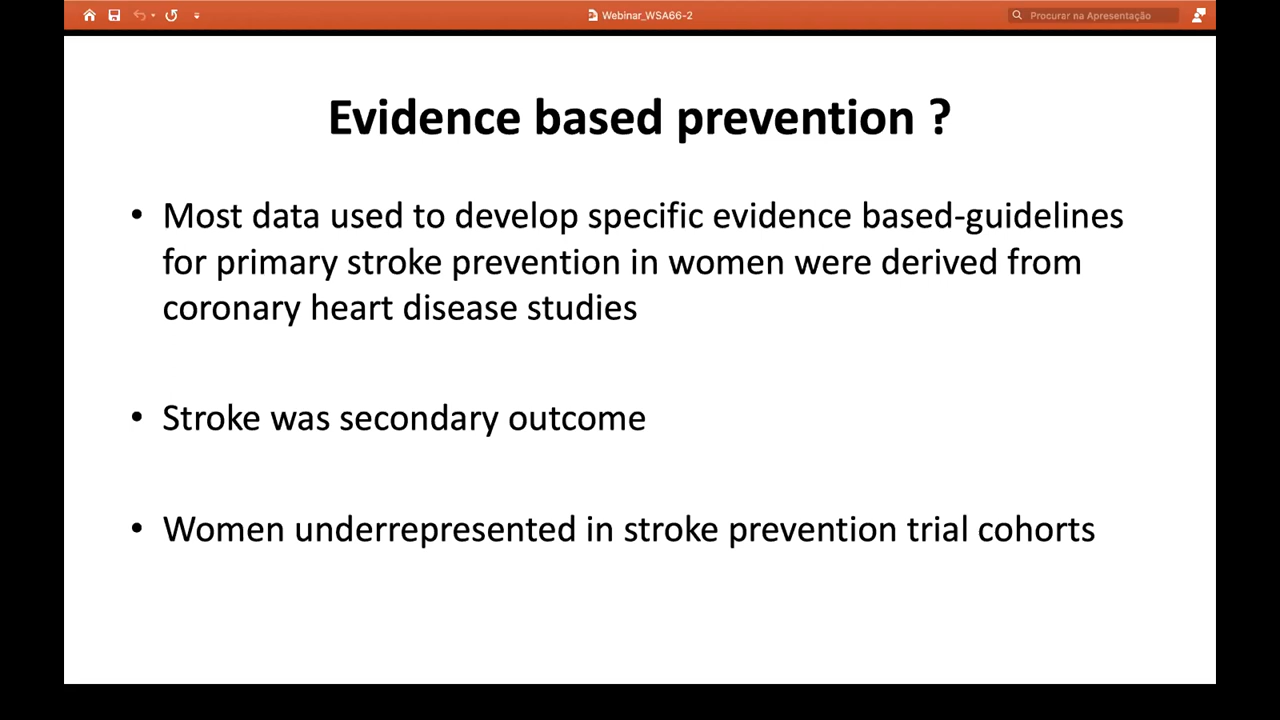 Webinar_WSA66-2
Procurar na Apresentação
Evidence based prevention ?
• Most data used to develop specific evidence based-guidelines
for primary stroke prevention in women were derived from
coronary heart disease studies
• Stroke was secondary outcome
• Women underrepresented in stroke prevention trial cohorts